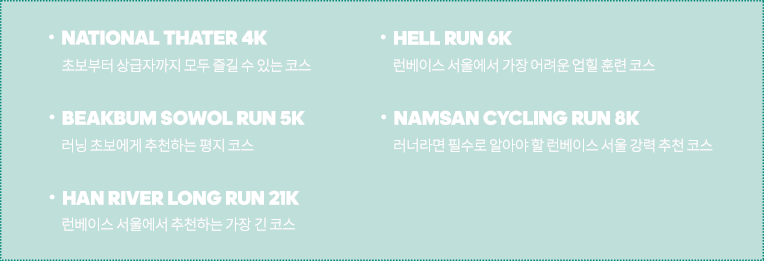 • NATIONAL THATER 4K
초보부터 상급자까지 모두 즐길 수 있는 코스
• BEAKBUM SOWOL RUN 5K
러닝 초보에게 추천하는 평지 코스
• HAN RIVER LONG RUN 21K
런베이스 서울에서 추천하는 가장 긴 코스
• HELL RUN 6K
런베이스 서울에서 가장 어려운 업힐 훈련 코스
• NAMSAN CYCLING RUN 8K
러너라면 필수로 알아야 할 런베이스 서울 강력 추천 코스